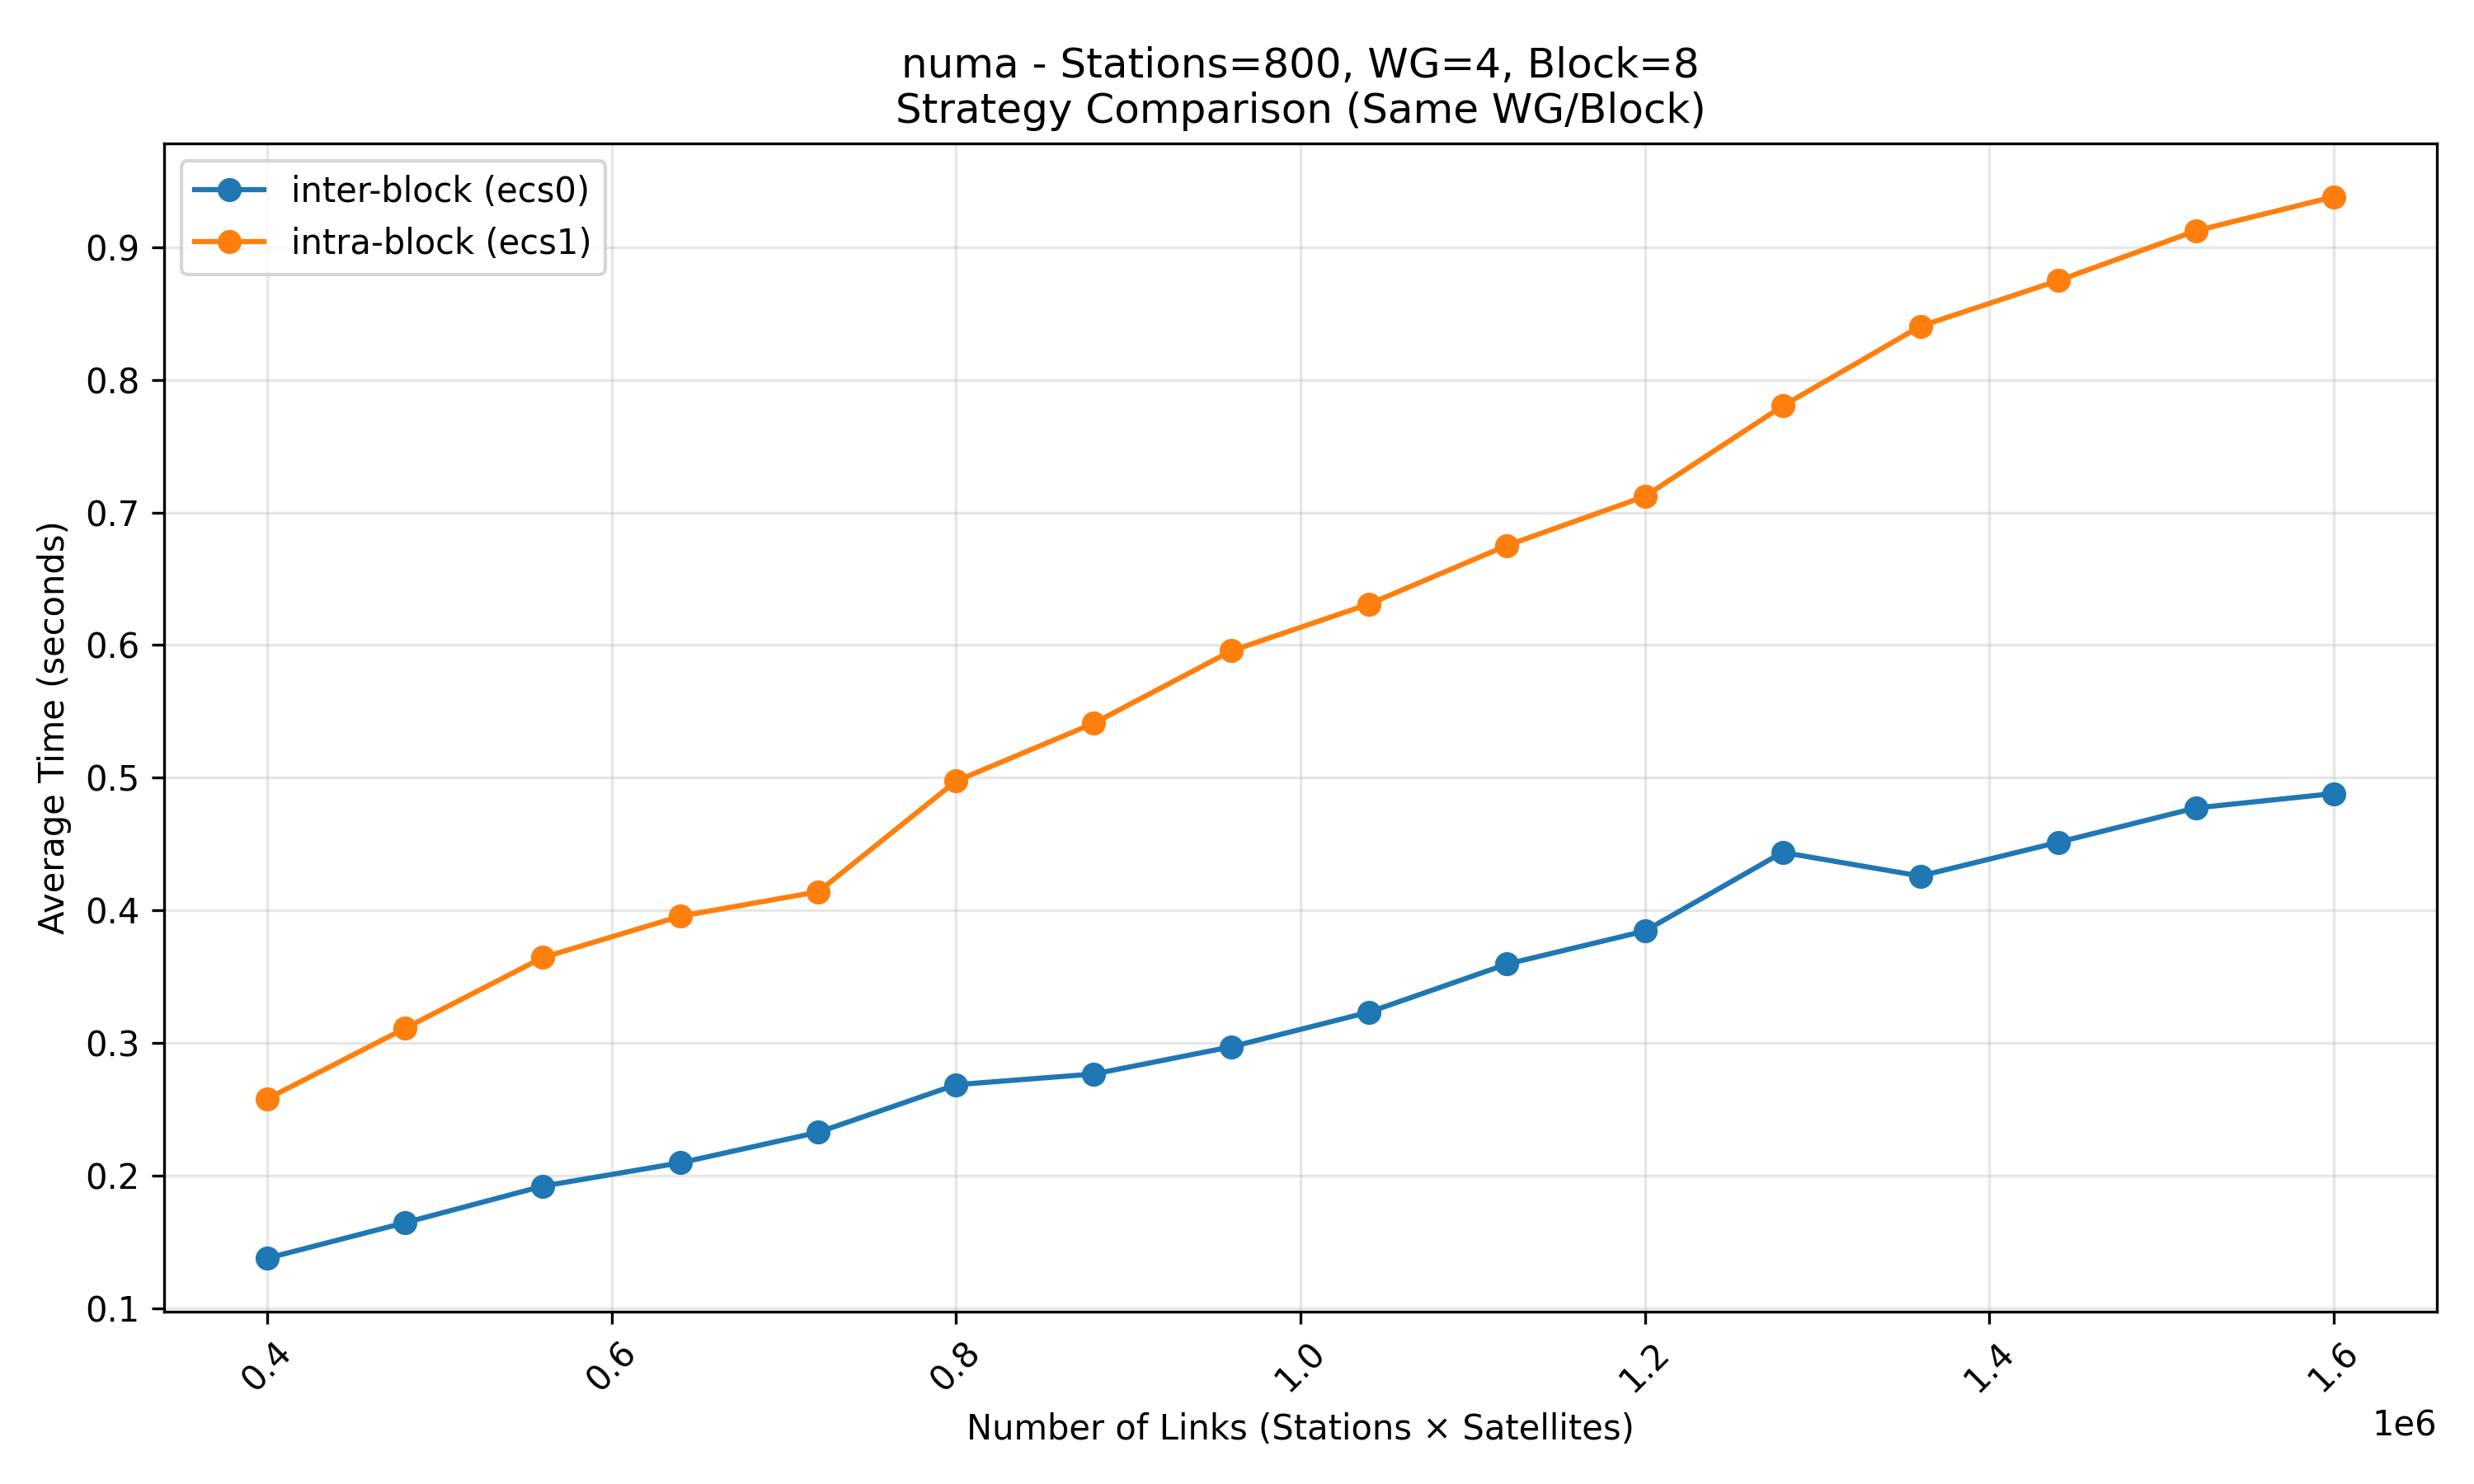 numa - Stations=800, WG=4, Block=8
Strategy Comparison (Same WG/Block)
inter-block (ecs0)
intra-block (ecs1)
Average Time (seconds)
0.9
0.8
0.7
0.6
0.5
0.4
0.3
0.2
0.1
0.4
0.6
0.8
1.0
1.2
1.4
1.6
1e6
Number of Links (Stations × Satellites)